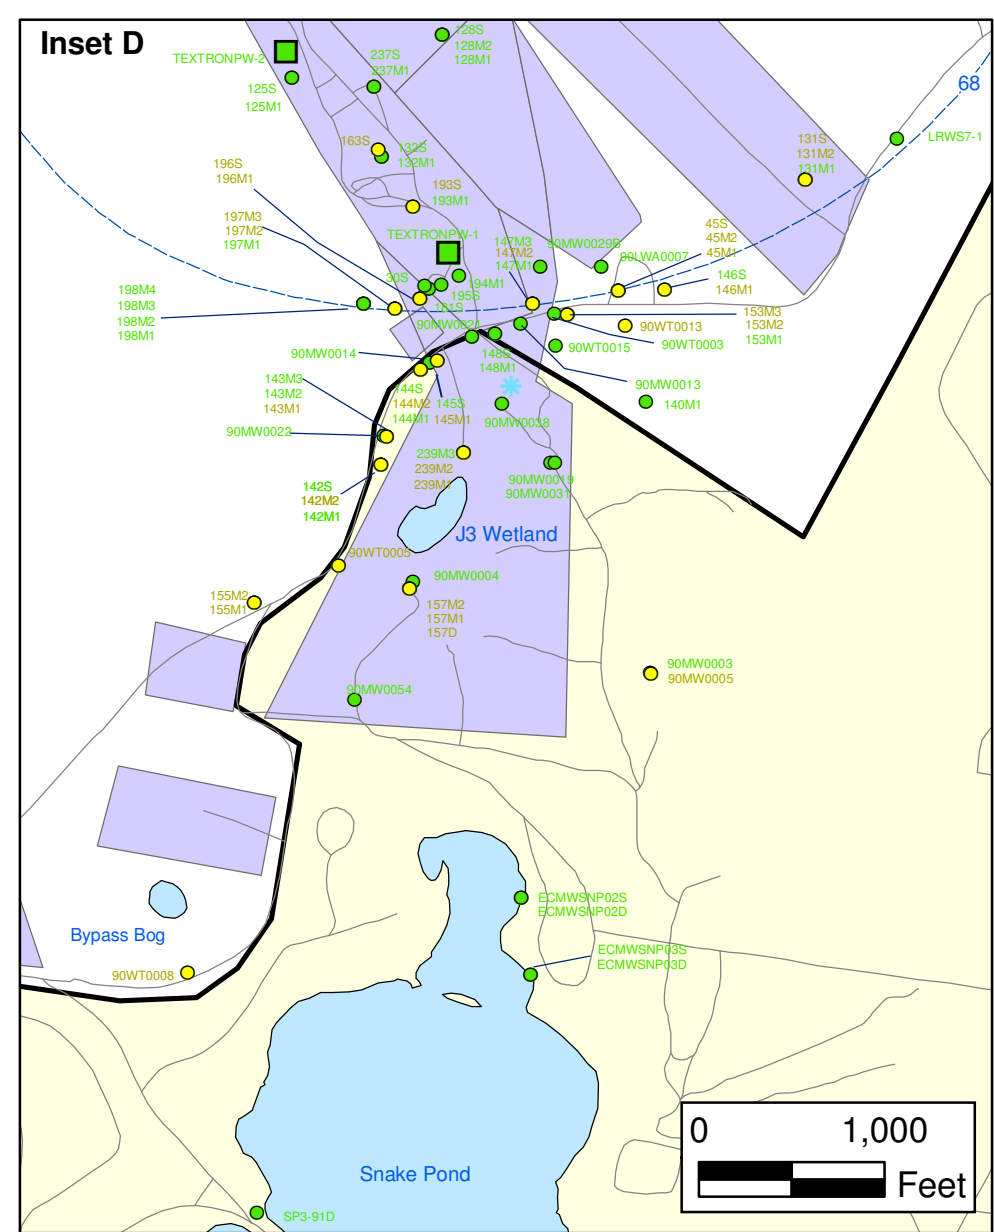 Inset D
TEXTRONPW-2
125S
125M1
237S
237M1
128S
128M2
128M1
68
LRWS7-1
131S
131M2
131M1
163S
132S
132M1
196S
196M1
193S
193M1
197M3
197M2
197M1
TEXTRONPW-1
147M3
147M2
147M1
90MW0029B
90LWA0007
45S
45M2
45M1
146S
146M1
30S
194M1
195S
181S
198M4
198M3
198M2
198M1
90MW0021
153M3
153M2
153M1
90WT0013
90WT0003
90WT0015
90MW0014
148S
148M1
90MW0013
140M1
143M3
143M2
143M1
144S
144M2
144M1
145S
145M1
90MW0022
90MW0038
239M3
239M2
239M1
90MW0019
90MW0031
142S
142M2
142M1
J3 Wetland
90WT0005
90MW0004
155M2
155M1
157M2
157M1
157D
90MW0003
90MW0005
90MW0054
ECMWSNP02S
ECMWSNP02D
Bypass Bog
ECMWSNP03S
ECMWSNP03D
90WT0008
0 1,000
Feet
Snake Pond
SP3-91D